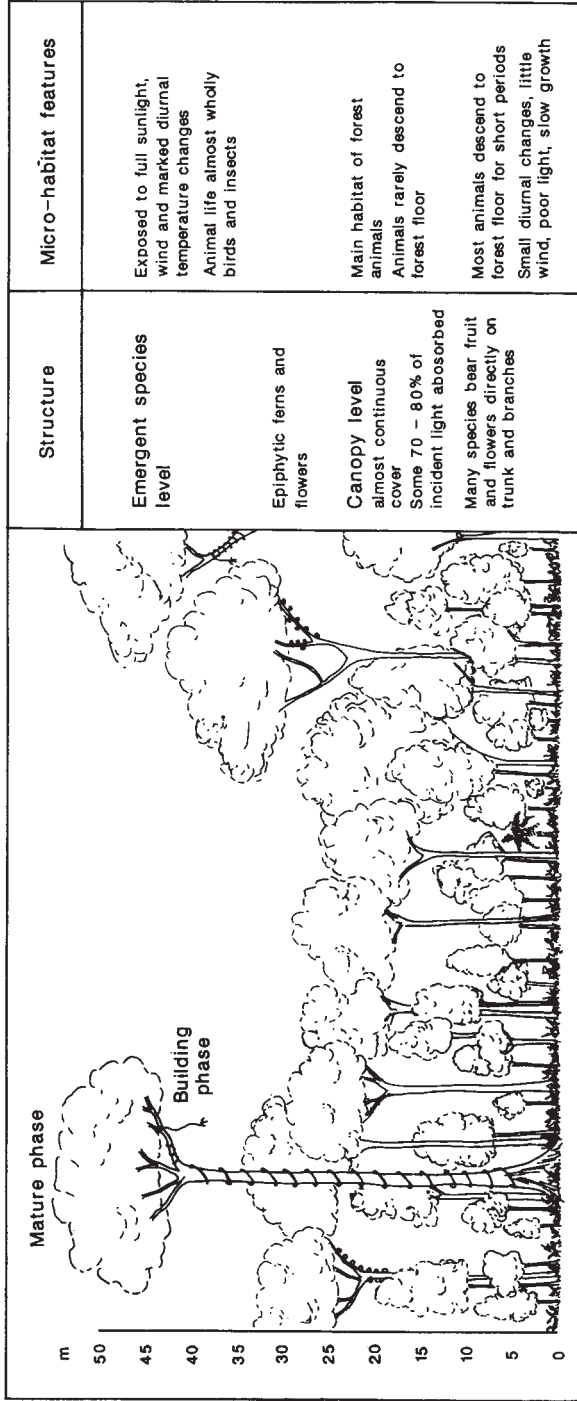 Structure
Micro-habitat features
m
50
45
40
35
30
25
20
15
10
5
0
Mature phase
Building
phase
Emergent species
level
Epiphytic ferns and
flowers
Canopy level
almost continuous
cover
Some 70 - 80% of
incident light abosorbed
Many species bear fruit
and flowers directly on
trunk and branches
Exposed to full sunlight,
wind and marked diurnal
temperature changes
Animal life almost wholly
birds and insects
Main habitat of forest
animals
Animals rarely descend to
forest floor
Most animals descend to
forest floor for short periods
Small diurnal changes, little
wind, poor light, slow growth